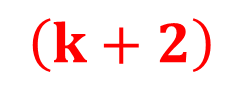 (k + 2)